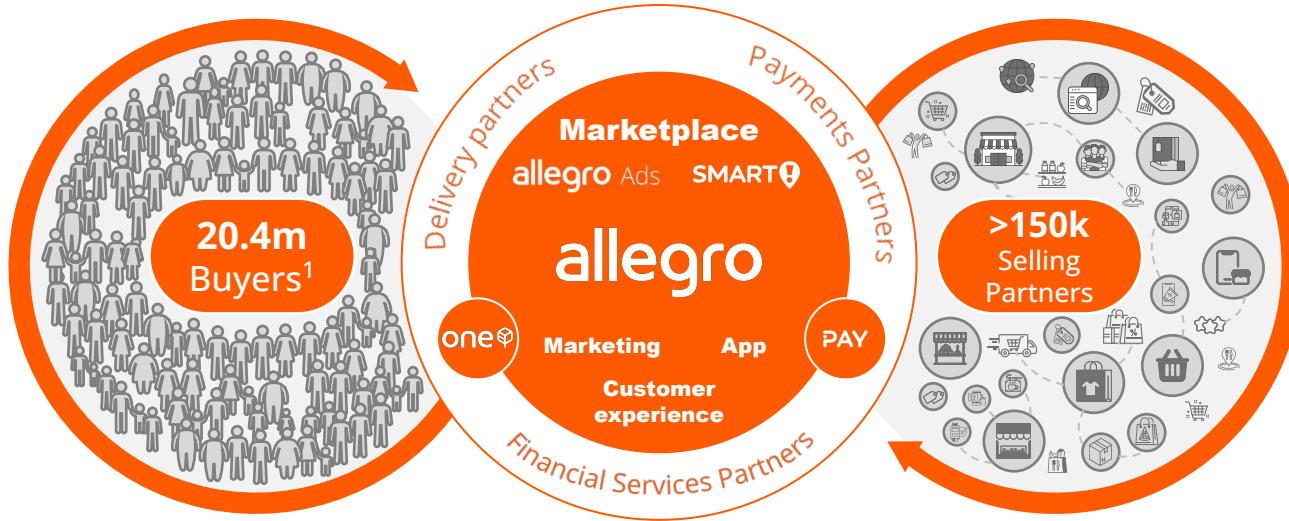 20.4m
Buyers¹
Delivery partners
Payments Partners
Marketplace
allegro Ads
SMART!
allegro
one
PAY
Marketing
App
Customer
experience
Financial Services Partners
>150k
Selling
Partners